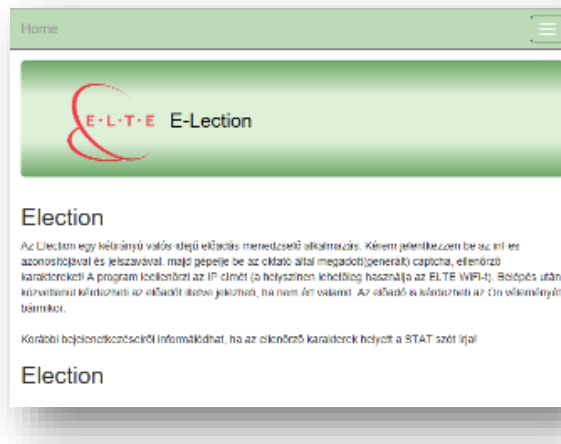 Home
E·L·T·E E-Lection
Election
Az Election egy kétirányú valós-idejű előadás menedzselő alkalmazás. Kérem jelentkezzen be az inf-es
azonosítójával és jelszavával, majd gépelje be az oktató által megadott(generált) captcha, ellenőrző
karaktereket! A program leellenőrzi az IP címét (a helyszínen lehetőleg használja az ELTE WiFi-t). Belépés után
közvetlenül kérdezheti az előadót illetve jelezheti, ha nem ért valamit. Az előadó is kérdezheti az Ön véleményét
bármikor.
Korábbi bejelenetkezéseiről informálódhat, ha az ellenőrző karakterek helyett a STAT szót írja!
Election